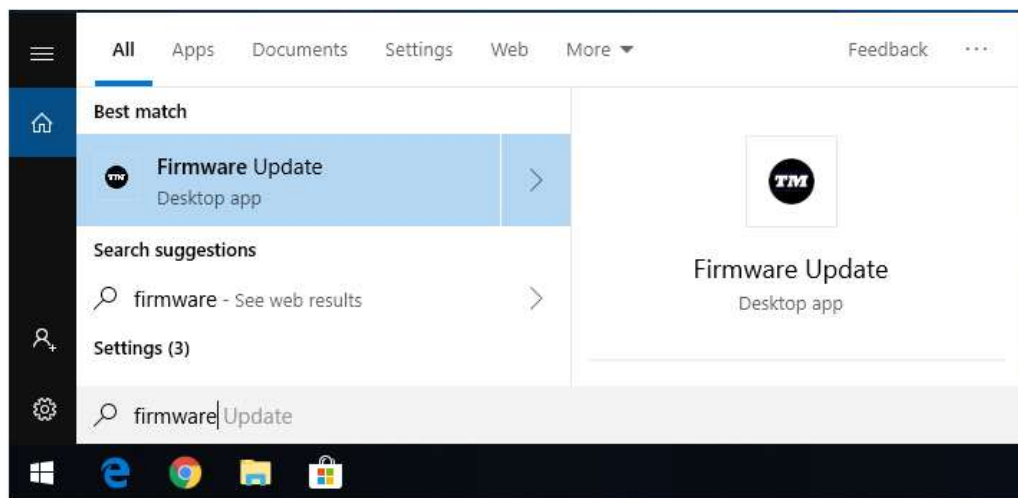 All Apps Documents Settings Web More Feedback ...
Best match
Firmware Update
Desktop app
Search suggestions
firmware - See web results
Settings (3)
firmware Update
TM
Firmware Update
Desktop app